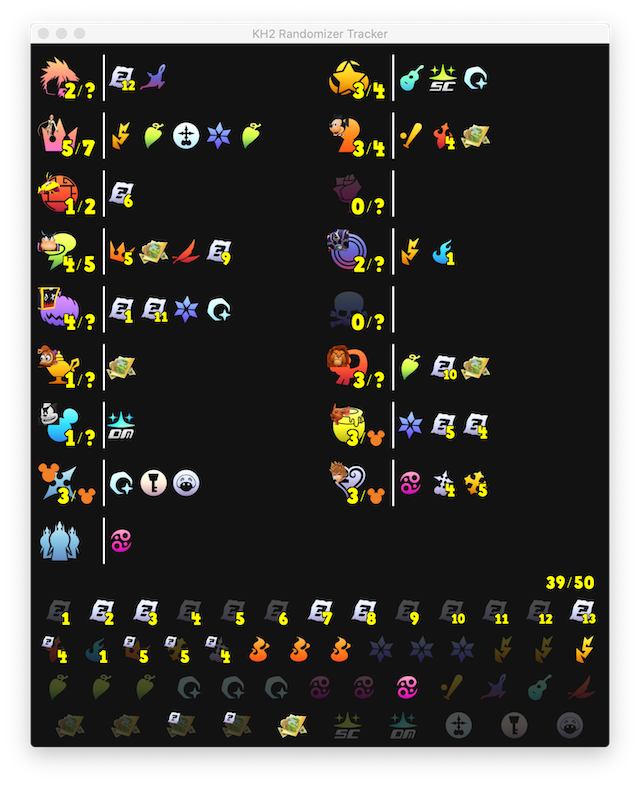 KH2 Randomizer Tracker
2/? 12 3/4 SC
5/7 3/4 4
1/2 6 0/?
4/5 5 9 2/? 1
4/? 1 11 0/?
1/? 3/? 10
1/? DM 3/ 5 4
3/ 3/ 4 5
39/50
1 2 3 4 5 6 7 8 9 10 11 12 13
? 4 1 ? 5 ? 5 ? 4
? ? SC DM